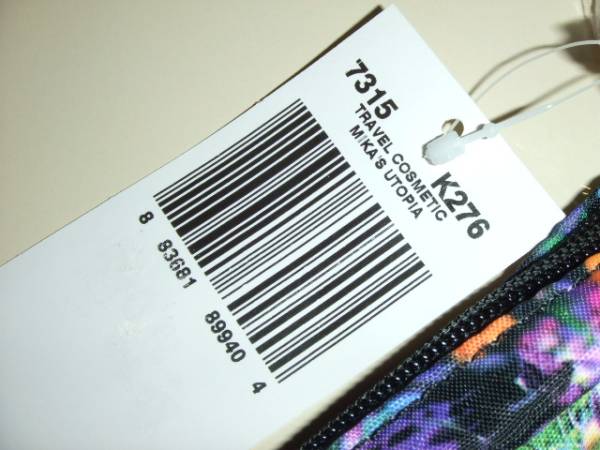 7315 K276
TRAVEL COSMETIC
MIKA'S UTOPIA
8 83681 89940 4